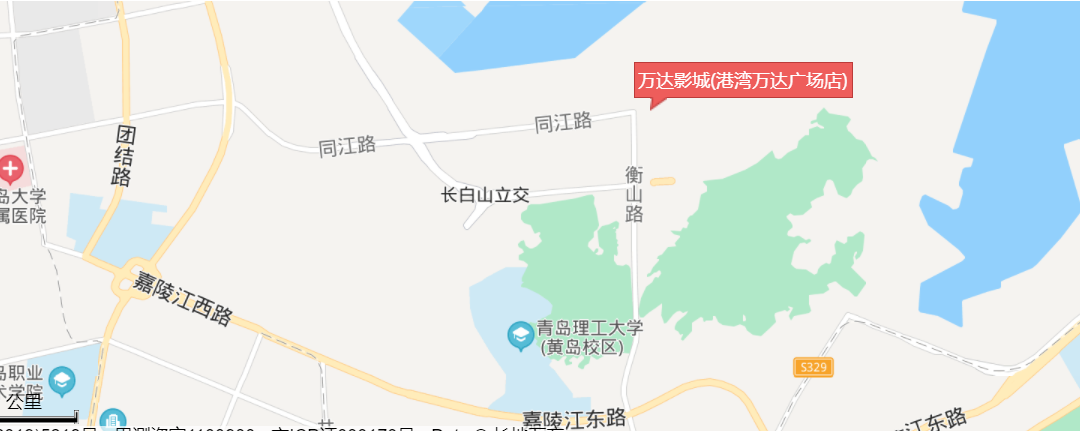 万达影城(港湾万达广场店)
同江路
同江路
团结路
衡山路
长白山立交
岛大学
属医院
嘉陵江西路
青岛理工大学
(黄岛校区)
S329
岛职业
术学院
公里
嘉陵江东路
江东路